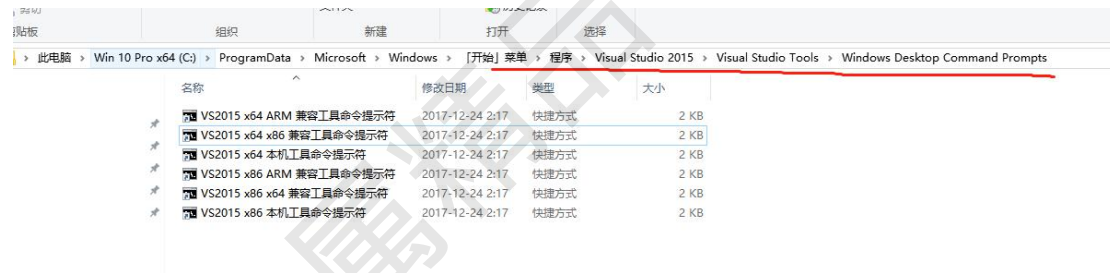 组织 新建 打开 选择
此电脑 › Win 10 Pro x64 (C:) › ProgramData › Microsoft › Windows › 「开始」菜单 › 程序 › Visual Studio 2015 › Visual Studio Tools › Windows Desktop Command Prompts
名称 修改日期 类型 大小
VS2015 x64 ARM 兼容工具命令提示符 2017-12-24 2:17 快捷方式 2 KB
VS2015 x64 x86 兼容工具命令提示符 2017-12-24 2:17 快捷方式 2 KB
VS2015 x64 本机工具命令提示符 2017-12-24 2:17 快捷方式 2 KB
VS2015 x86 ARM 兼容工具命令提示符 2017-12-24 2:17 快捷方式 2 KB
VS2015 x86 x64 兼容工具命令提示符 2017-12-24 2:17 快捷方式 2 KB
VS2015 x86 本机工具命令提示符 2017-12-24 2:17 快捷方式 2 KB
属精品